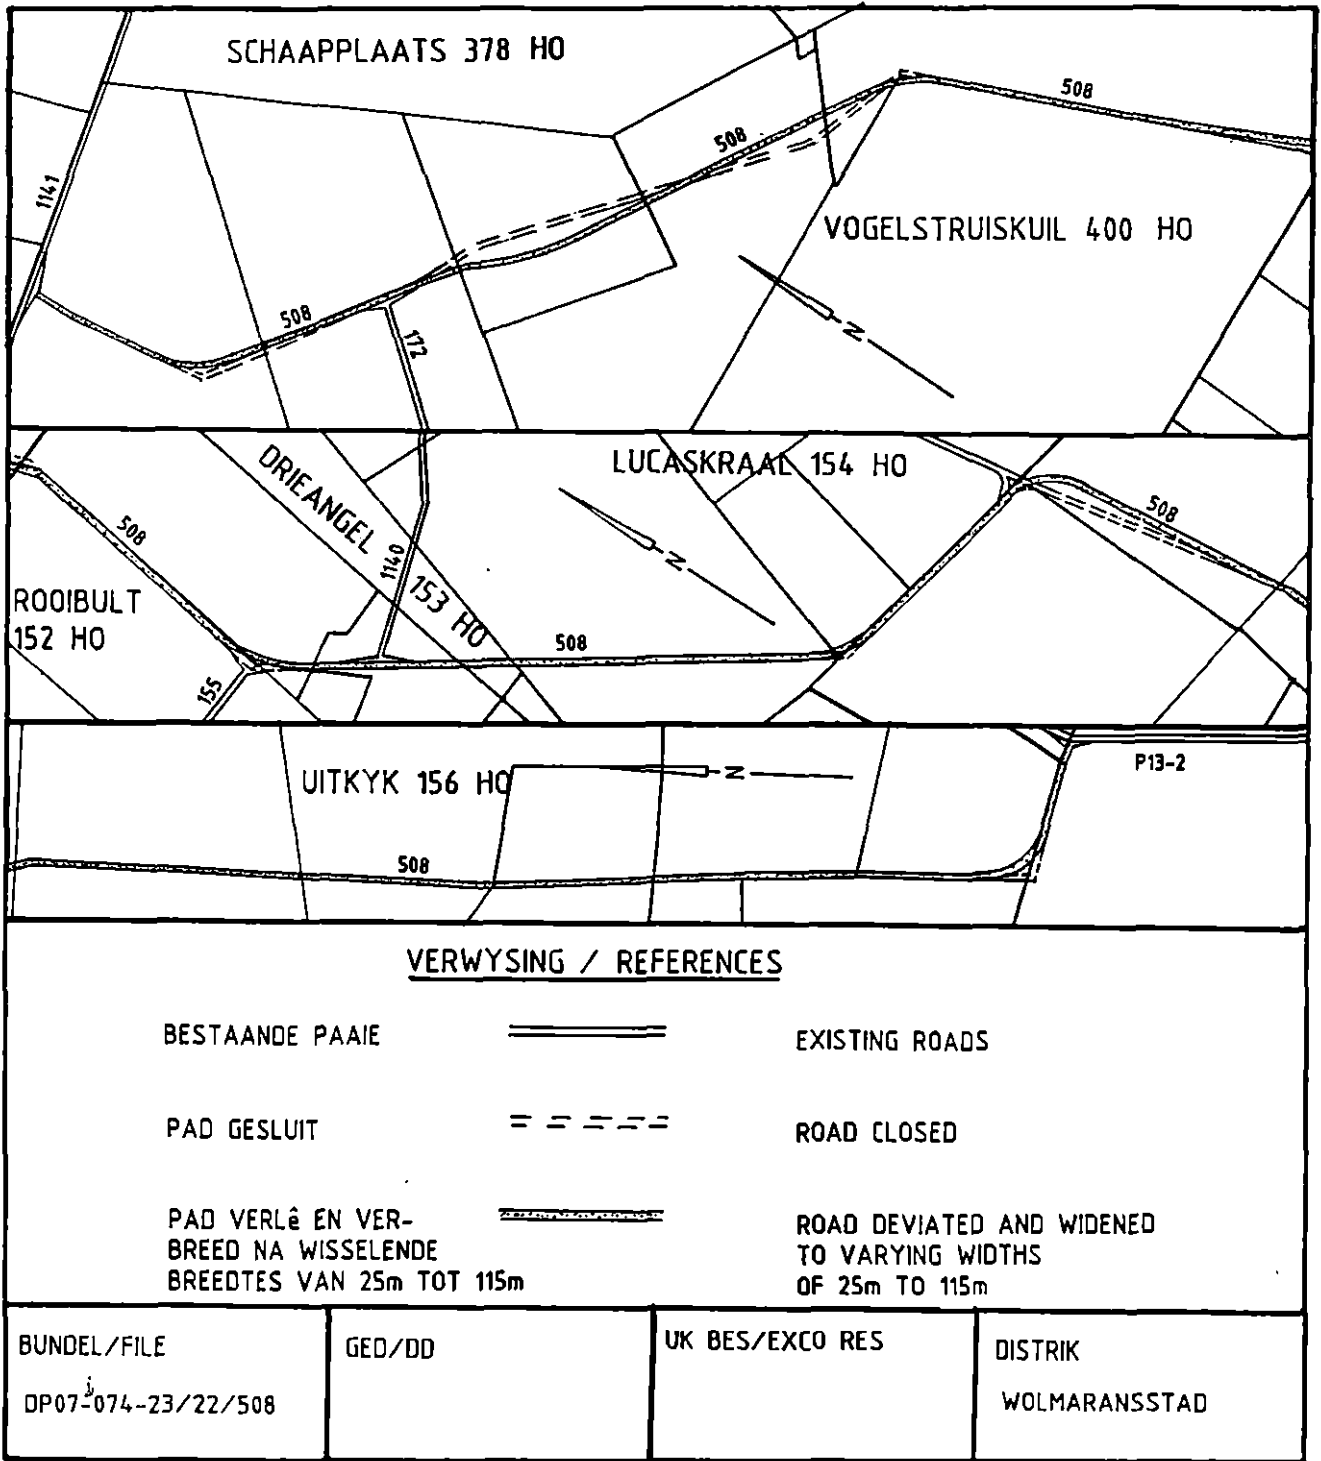 SCHAAPPLAATS 378 HO
508
508
1141
VOGELSTRUISKUIL 400 HO
508
172
N
DRIEANGEL 153 HO
LUCASKRAAL 154 HO
508
508
1140
N
ROOIBULT
152 HO
508
155
UITKYK 156 HO
N
P13-2
508
VERWYSING / REFERENCES
BESTAANDE PAAIE
EXISTING ROADS
PAD GESLUIT
ROAD CLOSED
PAD VERLê EN VER-
BREED NA WISSELENDE
BREEDTES VAN 25m TOT 115m
ROAD DEVIATED AND WIDENED
TO VARYING WIDTHS
OF 25m TO 115m
BUNDEL/FILE
DP07-074-23/22/508
GED/DD
UK BES/EXCO RES
DISTRIK
WOLMARANSSTAD